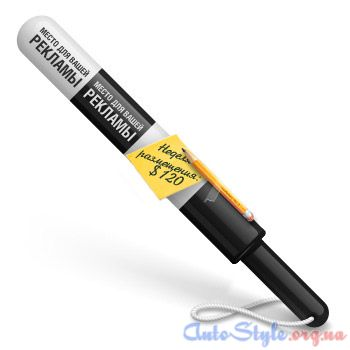 МЕСТО ДЛЯ ВАШЕЙ
РЕКЛАМЫ
МЕСТО ДЛЯ ВАШЕЙ
РЕКЛАМЫ
Неделя
размещения:
$120
AutoStyle.org.ua